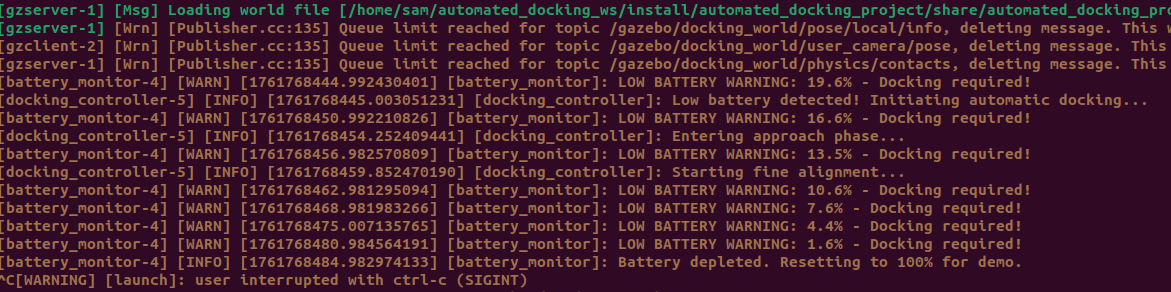 [gzserver-1] [Msg] Loading world file [/home/sam/automated_docking_ws/install/automated_docking_project/share/automated_docking_pro
[gzserver-1] [Wrn] [Publisher.cc:135] Queue limit reached for topic /gazebo/docking_world/pose/local/info, deleting message. This w
[gzclient-2] [Wrn] [Publisher.cc:135] Queue limit reached for topic /gazebo/docking_world/user_camera/pose, deleting message. This
[gzserver-1] [Wrn] [Publisher.cc:135] Queue limit reached for topic /gazebo/docking_world/physics/contacts, deleting message. This
[battery_monitor-4] [WARN] [1761768444.992430401] [battery_monitor]: LOW BATTERY WARNING: 19.6% - Docking required!
[docking_controller-5] [INFO] [1761768445.003051231] [docking_controller]: Low battery detected! Initiating automatic docking...
[battery_monitor-4] [WARN] [1761768450.992210826] [battery_monitor]: LOW BATTERY WARNING: 16.6% - Docking required!
[docking_controller-5] [INFO] [1761768454.252409441] [docking_controller]: Entering approach phase...
[battery_monitor-4] [WARN] [1761768456.982570809] [battery_monitor]: LOW BATTERY WARNING: 13.5% - Docking required!
[docking_controller-5] [INFO] [1761768459.852470190] [docking_controller]: Starting fine alignment...
[battery_monitor-4] [WARN] [1761768462.981295094] [battery_monitor]: LOW BATTERY WARNING: 10.6% - Docking required!
[battery_monitor-4] [WARN] [1761768468.981983266] [battery_monitor]: LOW BATTERY WARNING: 7.6% - Docking required!
[battery_monitor-4] [WARN] [1761768475.007135765] [battery_monitor]: LOW BATTERY WARNING: 4.4% - Docking required!
[battery_monitor-4] [WARN] [1761768480.984564191] [battery_monitor]: LOW BATTERY WARNING: 1.6% - Docking required!
[battery_monitor-4] [INFO] [1761768484.982974133] [battery_monitor]: Battery depleted. Resetting to 100% for demo.
^C[WARNING] [launch]: user interrupted with ctrl-c (SIGINT)